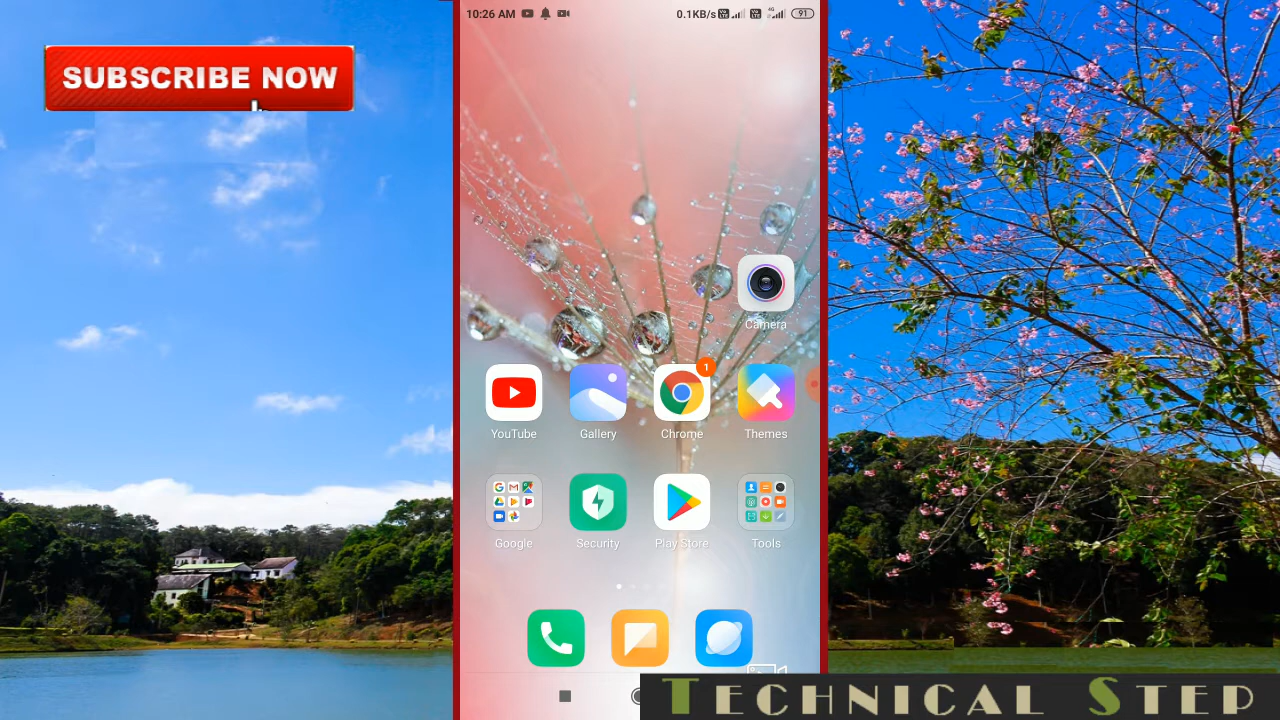 SUBSCRIBE NOW
10:26 AM
0.1KB/s
4G
91
Camera
1
YouTube
Gallery
Chrome
Themes
Google
Security
Play Store
Tools
TECHNICAL STEP